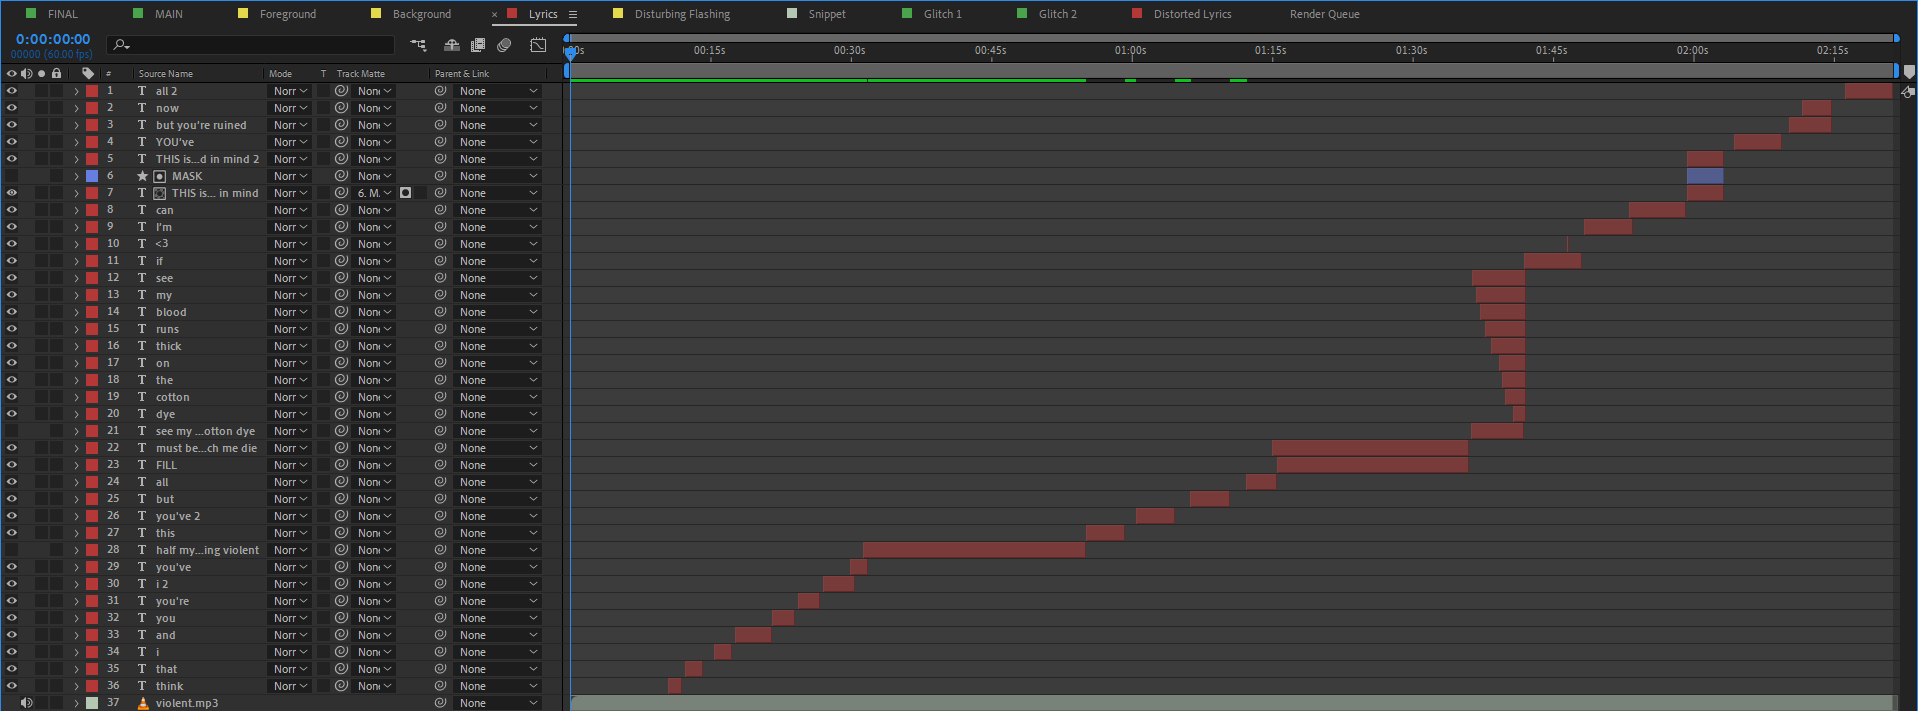 FINAL MAIN Foreground Background × Lyrics ≡ Disturbing Flashing Snippet Glitch 1 Glitch 2 Distorted Lyrics Render Queue
0:00:00:00
00000 (60.00 fps)
:00s 00:15s 00:30s 00:45s 01:00s 01:15s 01:30s 01:45s 02:00s 02:15s
# Source Name Mode T Track Matte Parent & Link
1 T all 2 Norr None None
2 T now Norr None None
3 T but you're ruined Norr None None
4 T YOU've Norr None None
5 T THIS is...d in mind 2 Norr None None
6 MASK Norr None None
7 T THIS is... in mind Norr 6. M. None
8 T can Norr None None
9 T I'm Norr None None
10 T <3 Norr None None
11 T if Norr None None
12 T see Norr None None
13 T my Norr None None
14 T blood Norr None None
15 T runs Norr None None
16 T thick Norr None None
17 T on Norr None None
18 T the Norr None None
19 T cotton Norr None None
20 T dye Norr None None
21 T see my ...otton dye Norr None None
22 T must be...ch me die Norr None None
23 T FILL Norr None None
24 T all Norr None None
25 T but Norr None None
26 T you've 2 Norr None None
27 T this Norr None None
28 T half my...ing violent Norr None None
29 T you've Norr None None
30 T i 2 Norr None None
31 T you're Norr None None
32 T you Norr None None
33 T and Norr None None
34 T i Norr None None
35 T that Norr None None
36 T think Norr None None
37 violent.mp3 None